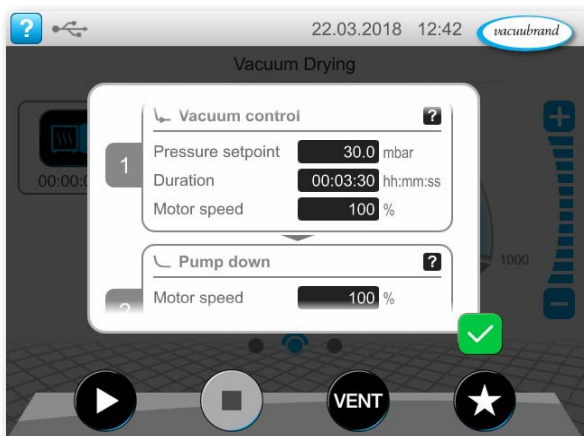 ?
22.03.2018 12:42
vacuubrand
Vacuum Drying
Vacuum control ?
1
Pressure setpoint 30.0 mbar
Duration 00:03:30 hh:mm:ss
Motor speed 100 %
Pump down ?
Motor speed 100 %
1000
VENT